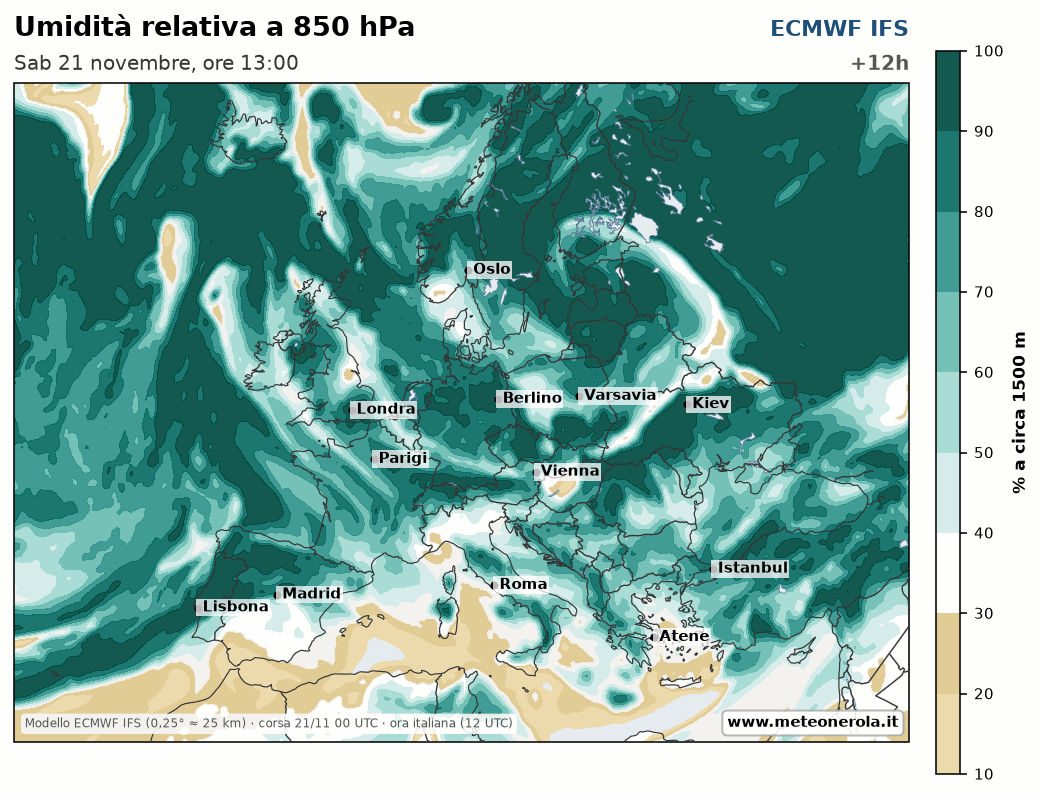 Umidità relativa a 850 hPa
ECMWF IFS
Sab 21 novembre, ore 13:00
+12h
100
90
80
70
60
50
40
30
20
10
% a circa 1500 m
Oslo
Berlino
Varsavia
Kiev
Londra
Parigi
Vienna
Istanbul
Roma
Madrid
Lisbona
Atene
Modello ECMWF IFS (0,25° ≈ 25 km) · corsa 21/11 00 UTC · ora italiana (12 UTC)
www.meteonerola.it